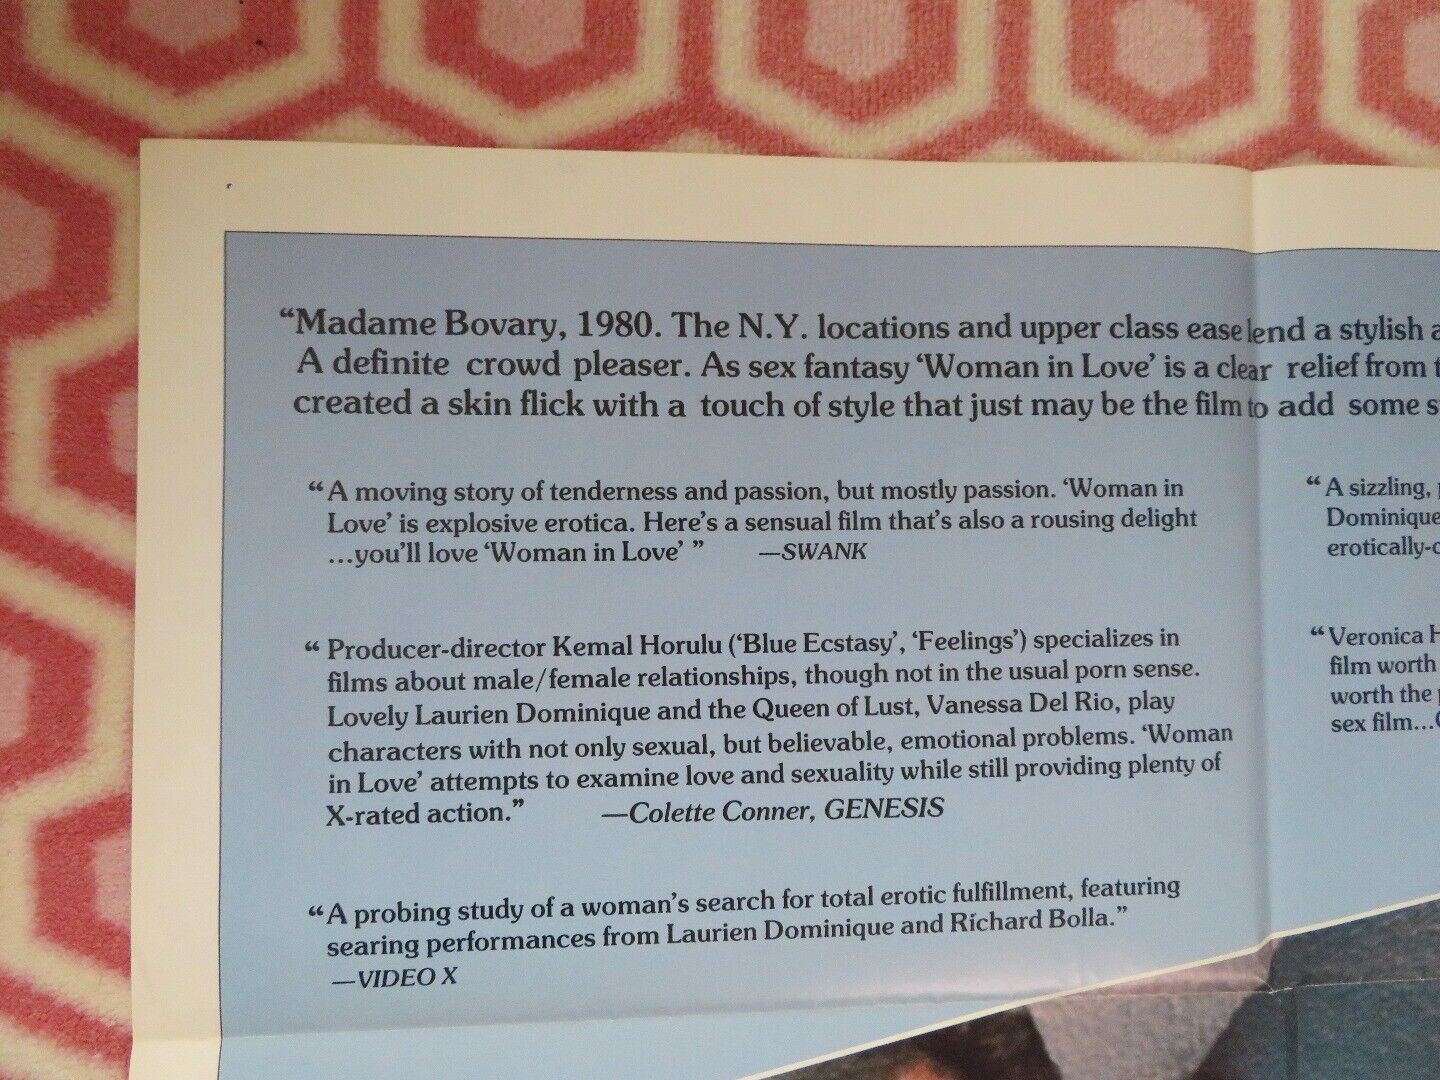 “Madame Bovary, 1980. The N.Y. locations and upper class ease lend a stylish
A definite crowd pleaser. As sex fantasy ‘Woman in Love’ is a clear relief from
created a skin flick with a touch of style that just may be the film to add some
“A moving story of tenderness and passion, but mostly passion. ‘Woman in
Love’ is explosive erotica. Here’s a sensual film that’s also a rousing delight
...you’ll love ‘Woman in Love’ ” —SWANK
“Producer-director Kemal Horulu (‘Blue Ecstasy’, ‘Feelings’) specializes in
films about male/female relationships, though not in the usual porn sense.
Lovely Laurien Dominique and the Queen of Lust, Vanessa Del Rio, play
characters with not only sexual, but believable, emotional problems. ‘Woman
in Love’ attempts to examine love and sexuality while still providing plenty of
X-rated action.” —Colette Conner, GENESIS
“A probing study of a woman’s search for total erotic fulfillment, featuring
searing performances from Laurien Dominique and Richard Bolla.”
—VIDEO X
“A sizzling,
Dominique
erotically-
“Veronica H
film worth
worth the
sex film...